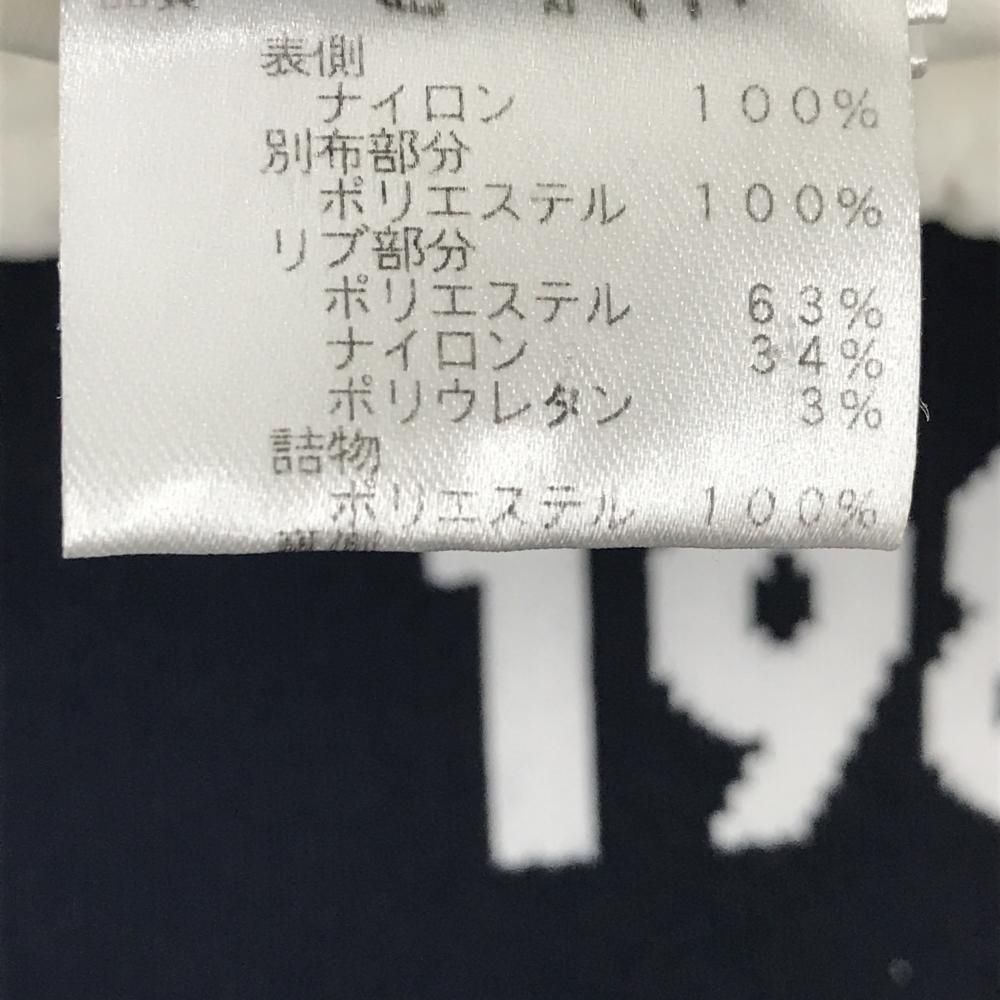 表側
ナイロン 100%
別布部分
ポリエステル 100%
リブ部分
ポリエステル 63%
ナイロン 34%
ポリウレタン 3%
詰物
ポリエステル 100%
19